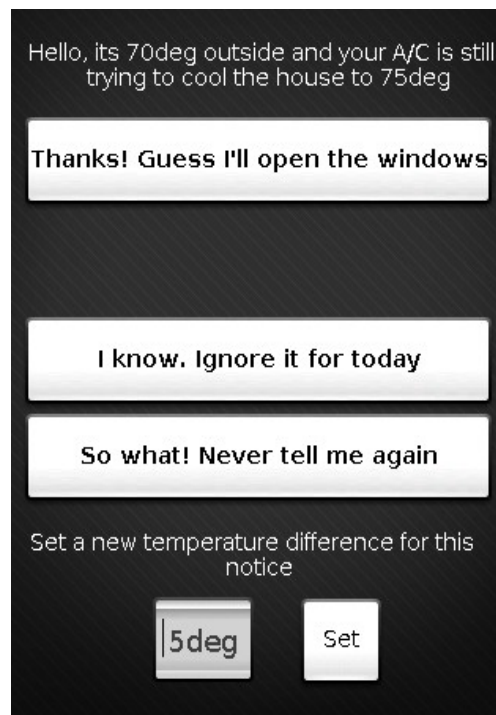 Hello, its 70deg outside and your A/C is still
trying to cool the house to 75deg
Thanks! Guess I'll open the windows
I know. Ignore it for today
So what! Never tell me again
Set a new temperature difference for this
notice
5deg
Set